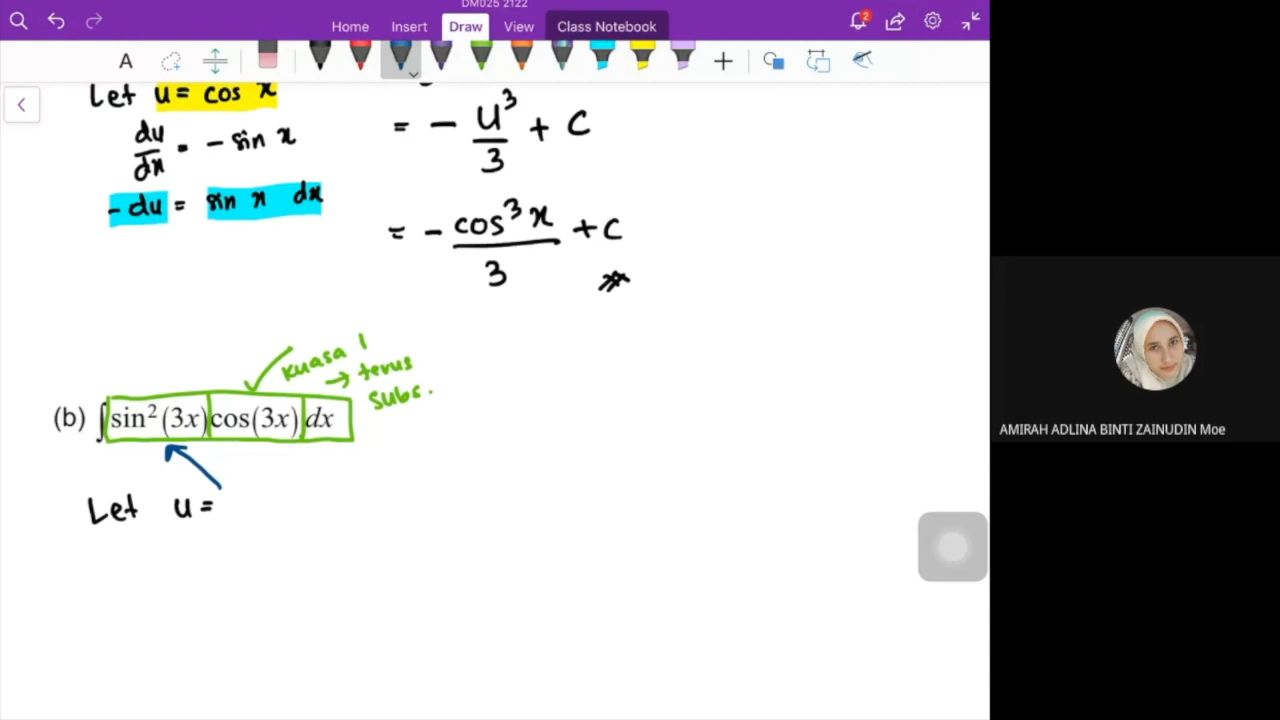 DM025 2122
Home Insert Draw View Class Notebook
2
A
Let u = cos x
du/dx = - sin x
- du = sin x dx
= - u³/3 + c
= - cos³x/3 + c
kuasa 1
→ terus
subs.
(b) ∫ sin² (3x) cos(3x) dx
Let u =
AMIRAH ADLINA BINTI ZAINUDIN Moe